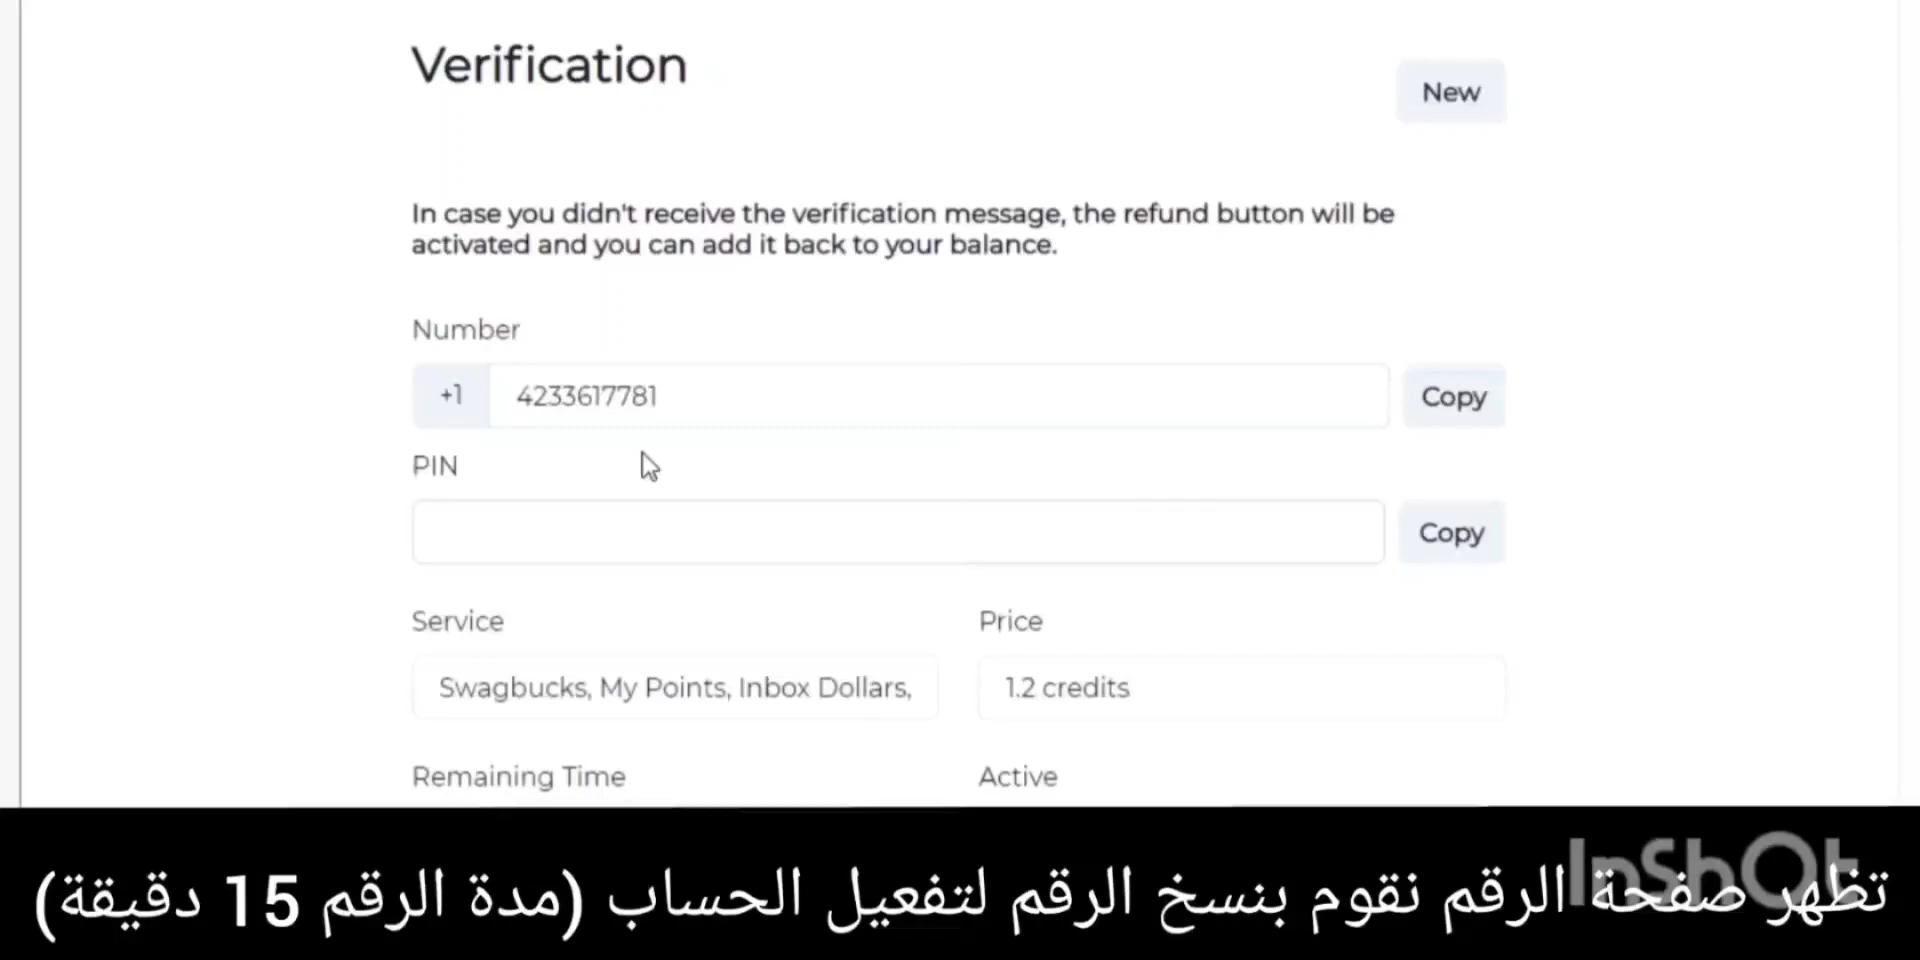 Verification
New
In case you didn't receive the verification message, the refund button will be
activated and you can add it back to your balance.
Number
+1 4233617781 Copy
PIN
Copy
Service Price
Swagbucks, My Points, Inbox Dollars, 1.2 credits
Remaining Time Active
InShOt
تظهر صفحة الرقم نقوم بنسخ الرقم لتفعيل الحساب (مدة الرقم 15 دقيقة)